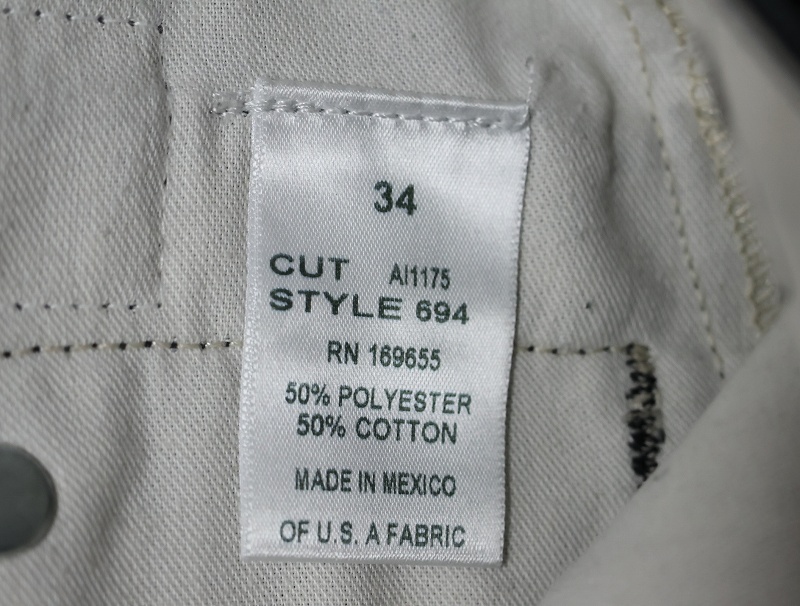 34
CUT AI1175
STYLE 694
RN 169655
50% POLYESTER
50% COTTON
MADE IN MEXICO
OF U.S. A FABRIC